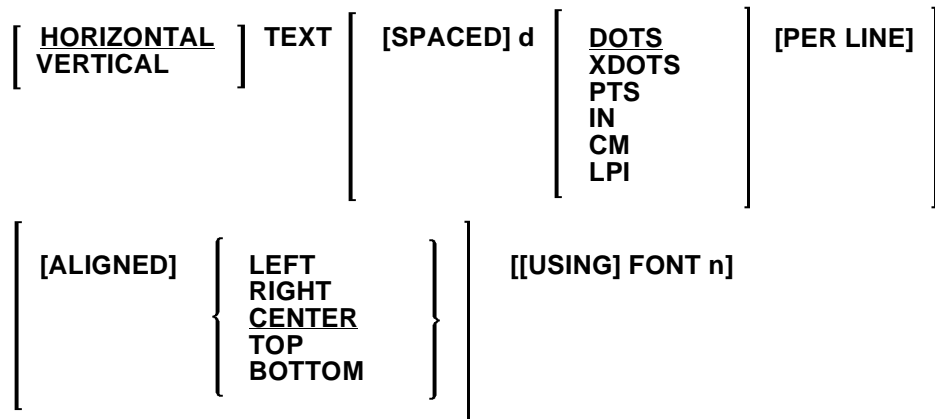 [ HORIZONTAL ] TEXT [ [SPACED] d [ DOTS ] [PER LINE] ]
VERTICAL XDOTS
PTS
IN
CM
LPI
[ [ALIGNED] { LEFT } ] [[USING] FONT n]
RIGHT
CENTER
TOP
BOTTOM